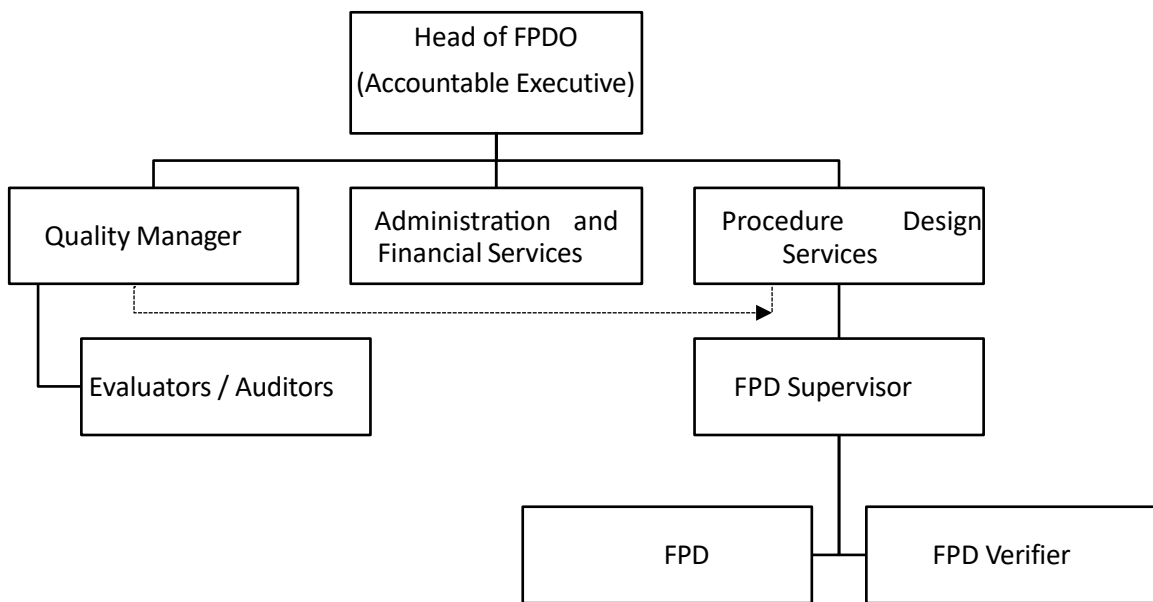 Head of FPDO
(Accountable Executive)
Quality Manager
Administration and
Financial Services
Procedure Design
Services
Evaluators / Auditors
FPD Supervisor
FPD
FPD Verifier